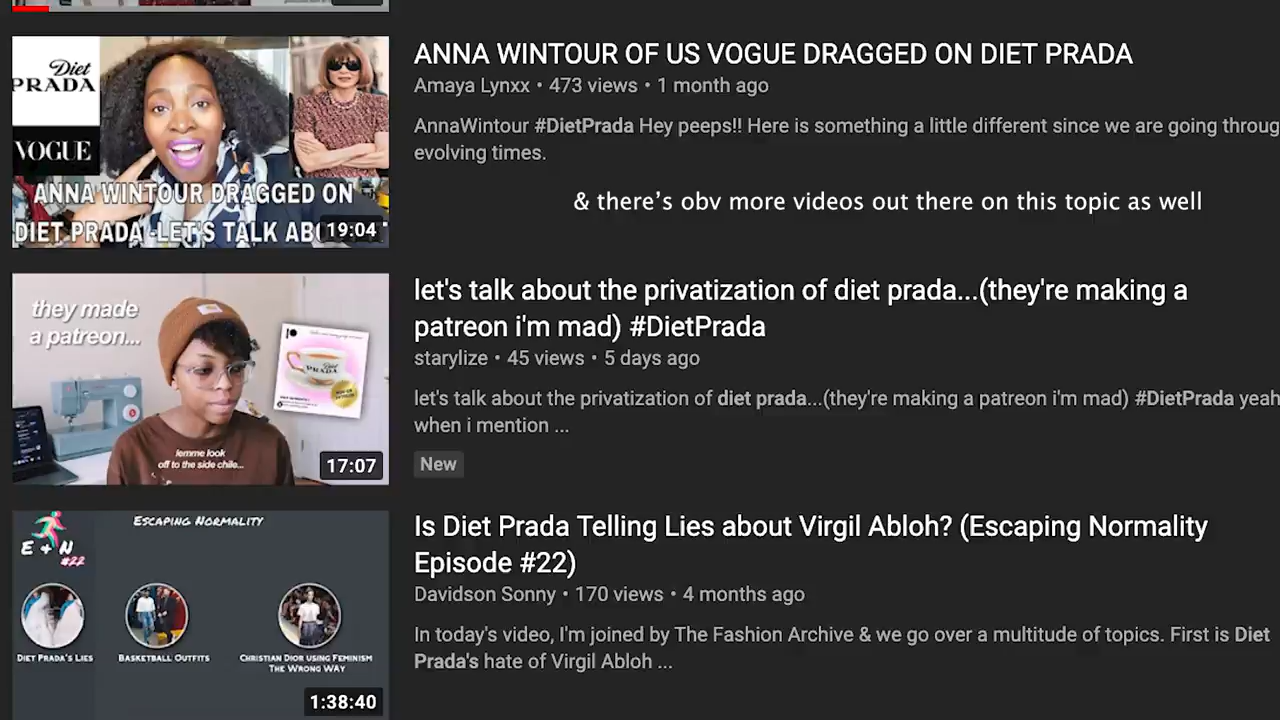 ANNA WINTOUR OF US VOGUE DRAGGED ON DIET PRADA
Amaya Lynxx • 473 views • 1 month ago
AnnaWintour #DietPrada Hey peeps!! Here is something a little different since we are going throug
evolving times.
Diet
PRADA
VOGUE
ANNA WINTOUR DRAGGED ON
DIET PRADA -LET'S TALK
19:04
& there's obv more videos out there on this topic as well
let's talk about the privatization of diet prada...(they're making a
patreon i'm mad) #DietPrada
starylize • 45 views • 5 days ago
let's talk about the privatization of diet prada...(they're making a patreon i'm mad) #DietPrada yeah
when i mention ...
New
they made
a patreon...
Diet
PRADA
lemme look
off to the side chile...
17:07
Is Diet Prada Telling Lies about Virgil Abloh? (Escaping Normality
Episode #22)
Davidson Sonny • 170 views • 4 months ago
In today's video, I'm joined by The Fashion Archive & we go over a multitude of topics. First is Diet
Prada's hate of Virgil Abloh ...
ESCAPING NORMALITY
E & N
#22
DIET PRADA'S LIES
BASKETBALL OUTFITS
CHRISTIAN DIOR USING FEMINISM
THE WRONG WAY
1:38:40